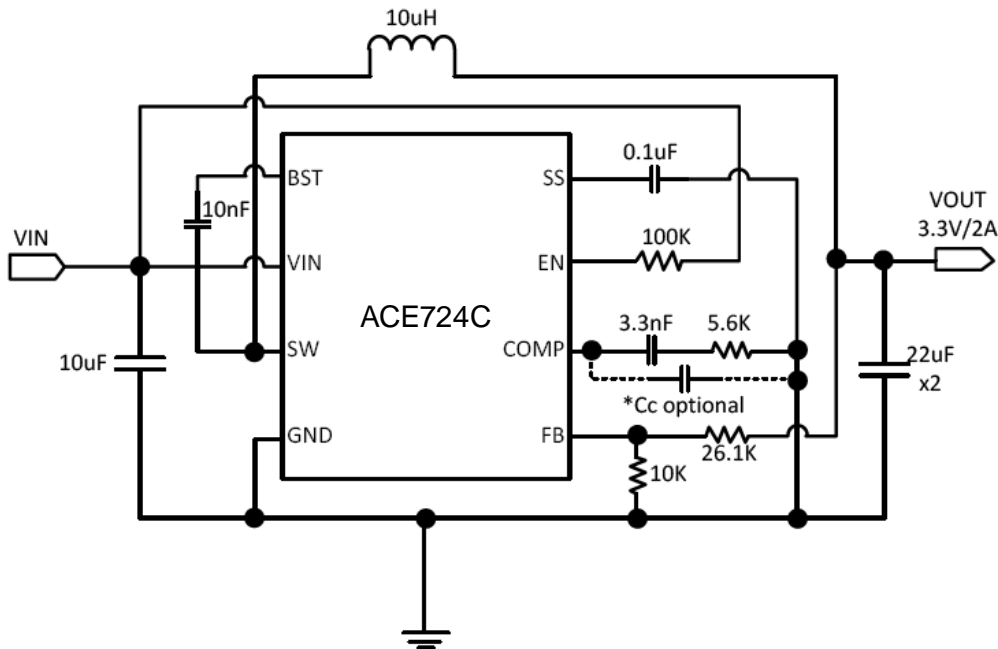 10uH
BST
SS
0.1uF
10nF
VOUT
3.3V/2A
VIN
VIN
EN
100K
ACE724C
10uF
SW
COMP
3.3nF
5.6K
22uF
x2
*Cc optional
GND
FB
26.1K
10K